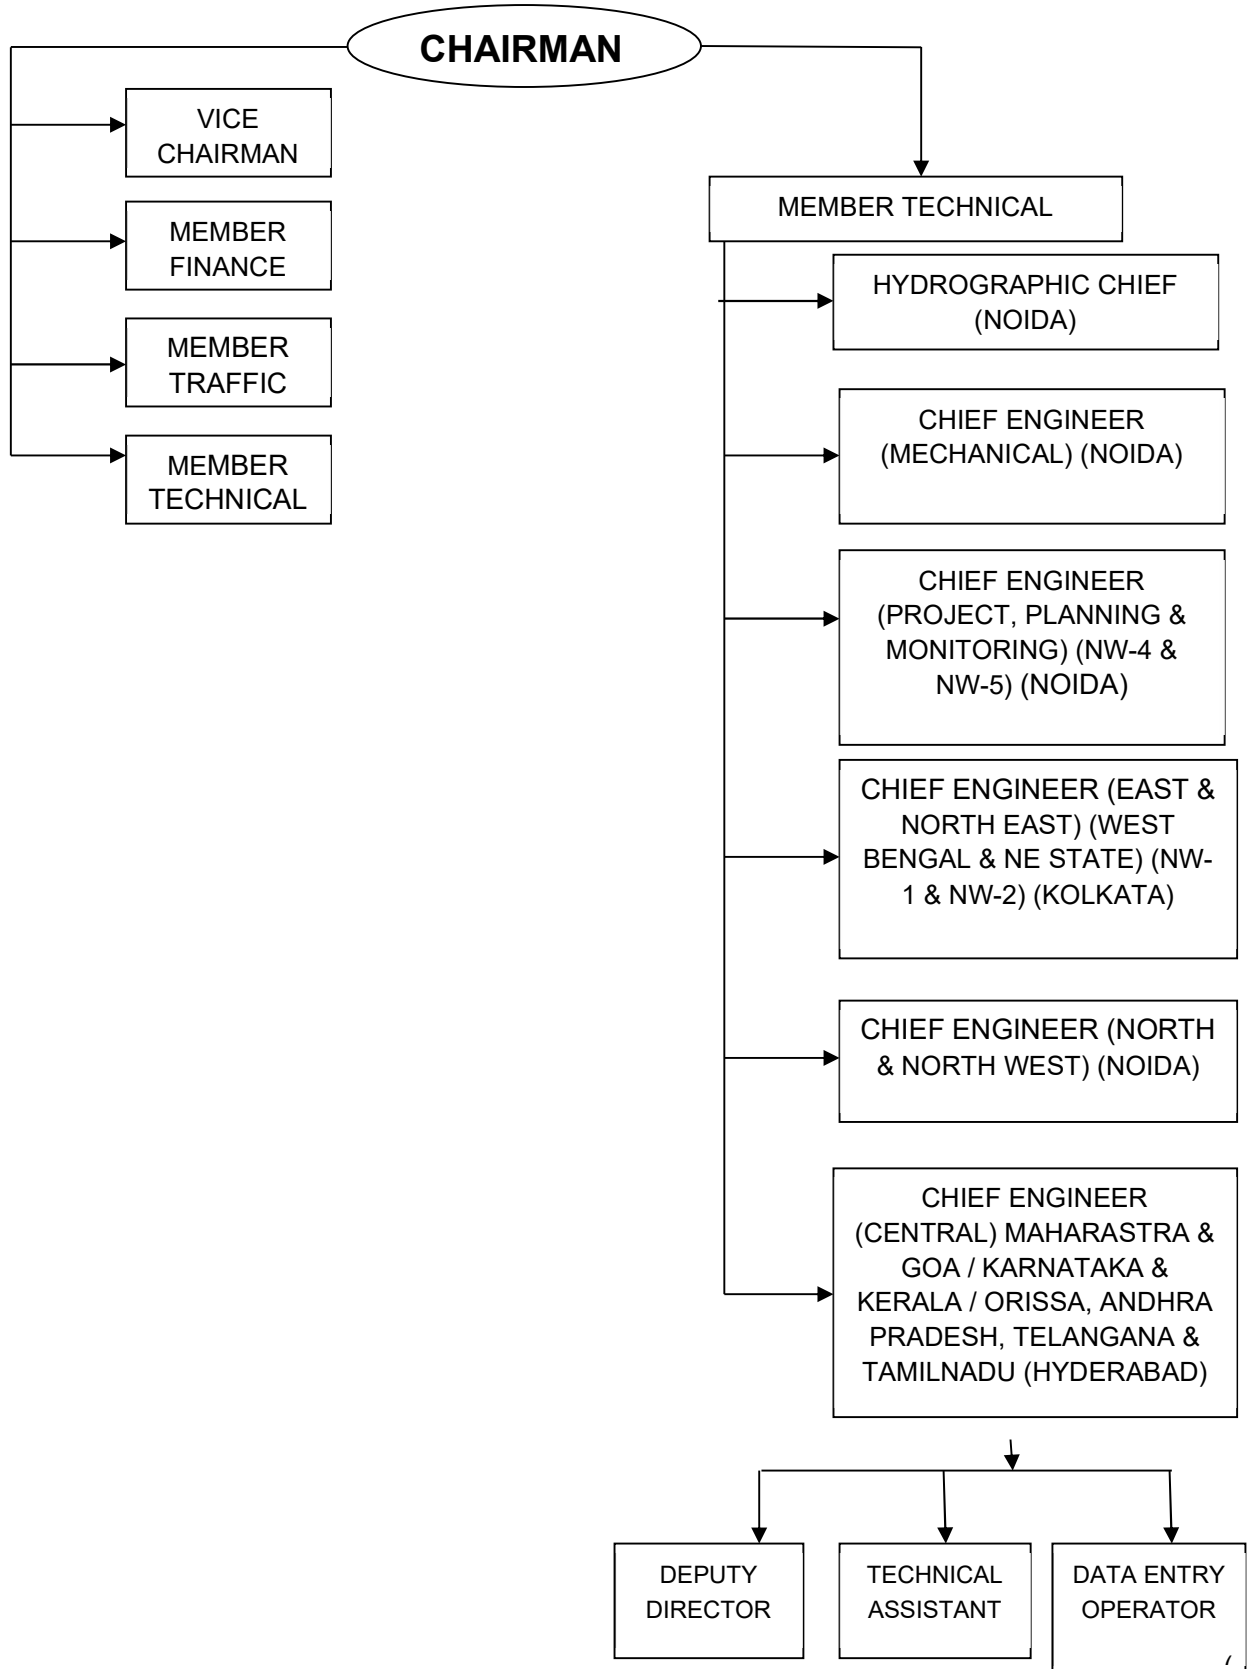 CHAIRMAN
VICE
CHAIRMAN
MEMBER
FINANCE
MEMBER
TRAFFIC
MEMBER
TECHNICAL
MEMBER TECHNICAL
HYDROGRAPHIC CHIEF
(NOIDA)
CHIEF ENGINEER
(MECHANICAL) (NOIDA)
CHIEF ENGINEER
(PROJECT, PLANNING &
MONITORING) (NW-4 &
NW-5) (NOIDA)
CHIEF ENGINEER (EAST &
NORTH EAST) (WEST
BENGAL & NE STATE) (NW-
1 & NW-2) (KOLKATA)
CHIEF ENGINEER (NORTH
& NORTH WEST) (NOIDA)
CHIEF ENGINEER
(CENTRAL) MAHARASTRA &
GOA / KARNATAKA &
KERALA / ORISSA, ANDHRA
PRADESH, TELANGANA &
TAMILNADU (HYDERABAD)
DEPUTY
DIRECTOR
TECHNICAL
ASSISTANT
DATA ENTRY
OPERATOR
(